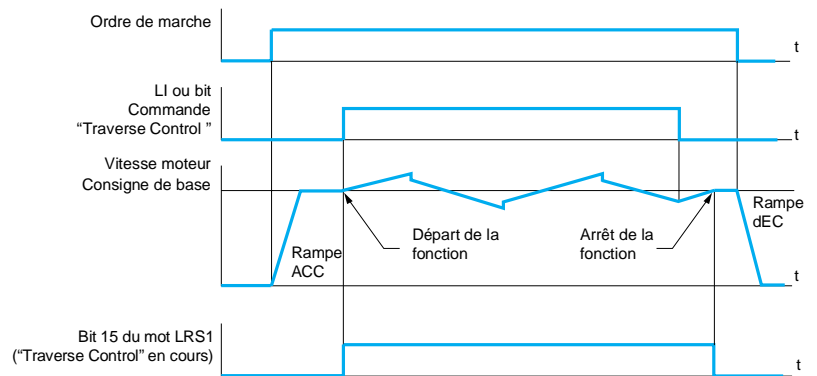 Ordre de marche
t
LI ou bit
Commande
“Traverse Control ”
t
Vitesse moteur
Consigne de base
Rampe
ACC
Départ de la
fonction
Arrêt de la
fonction
Rampe
dEC
t
Bit 15 du mot LRS1
(“Traverse Control” en cours)
t